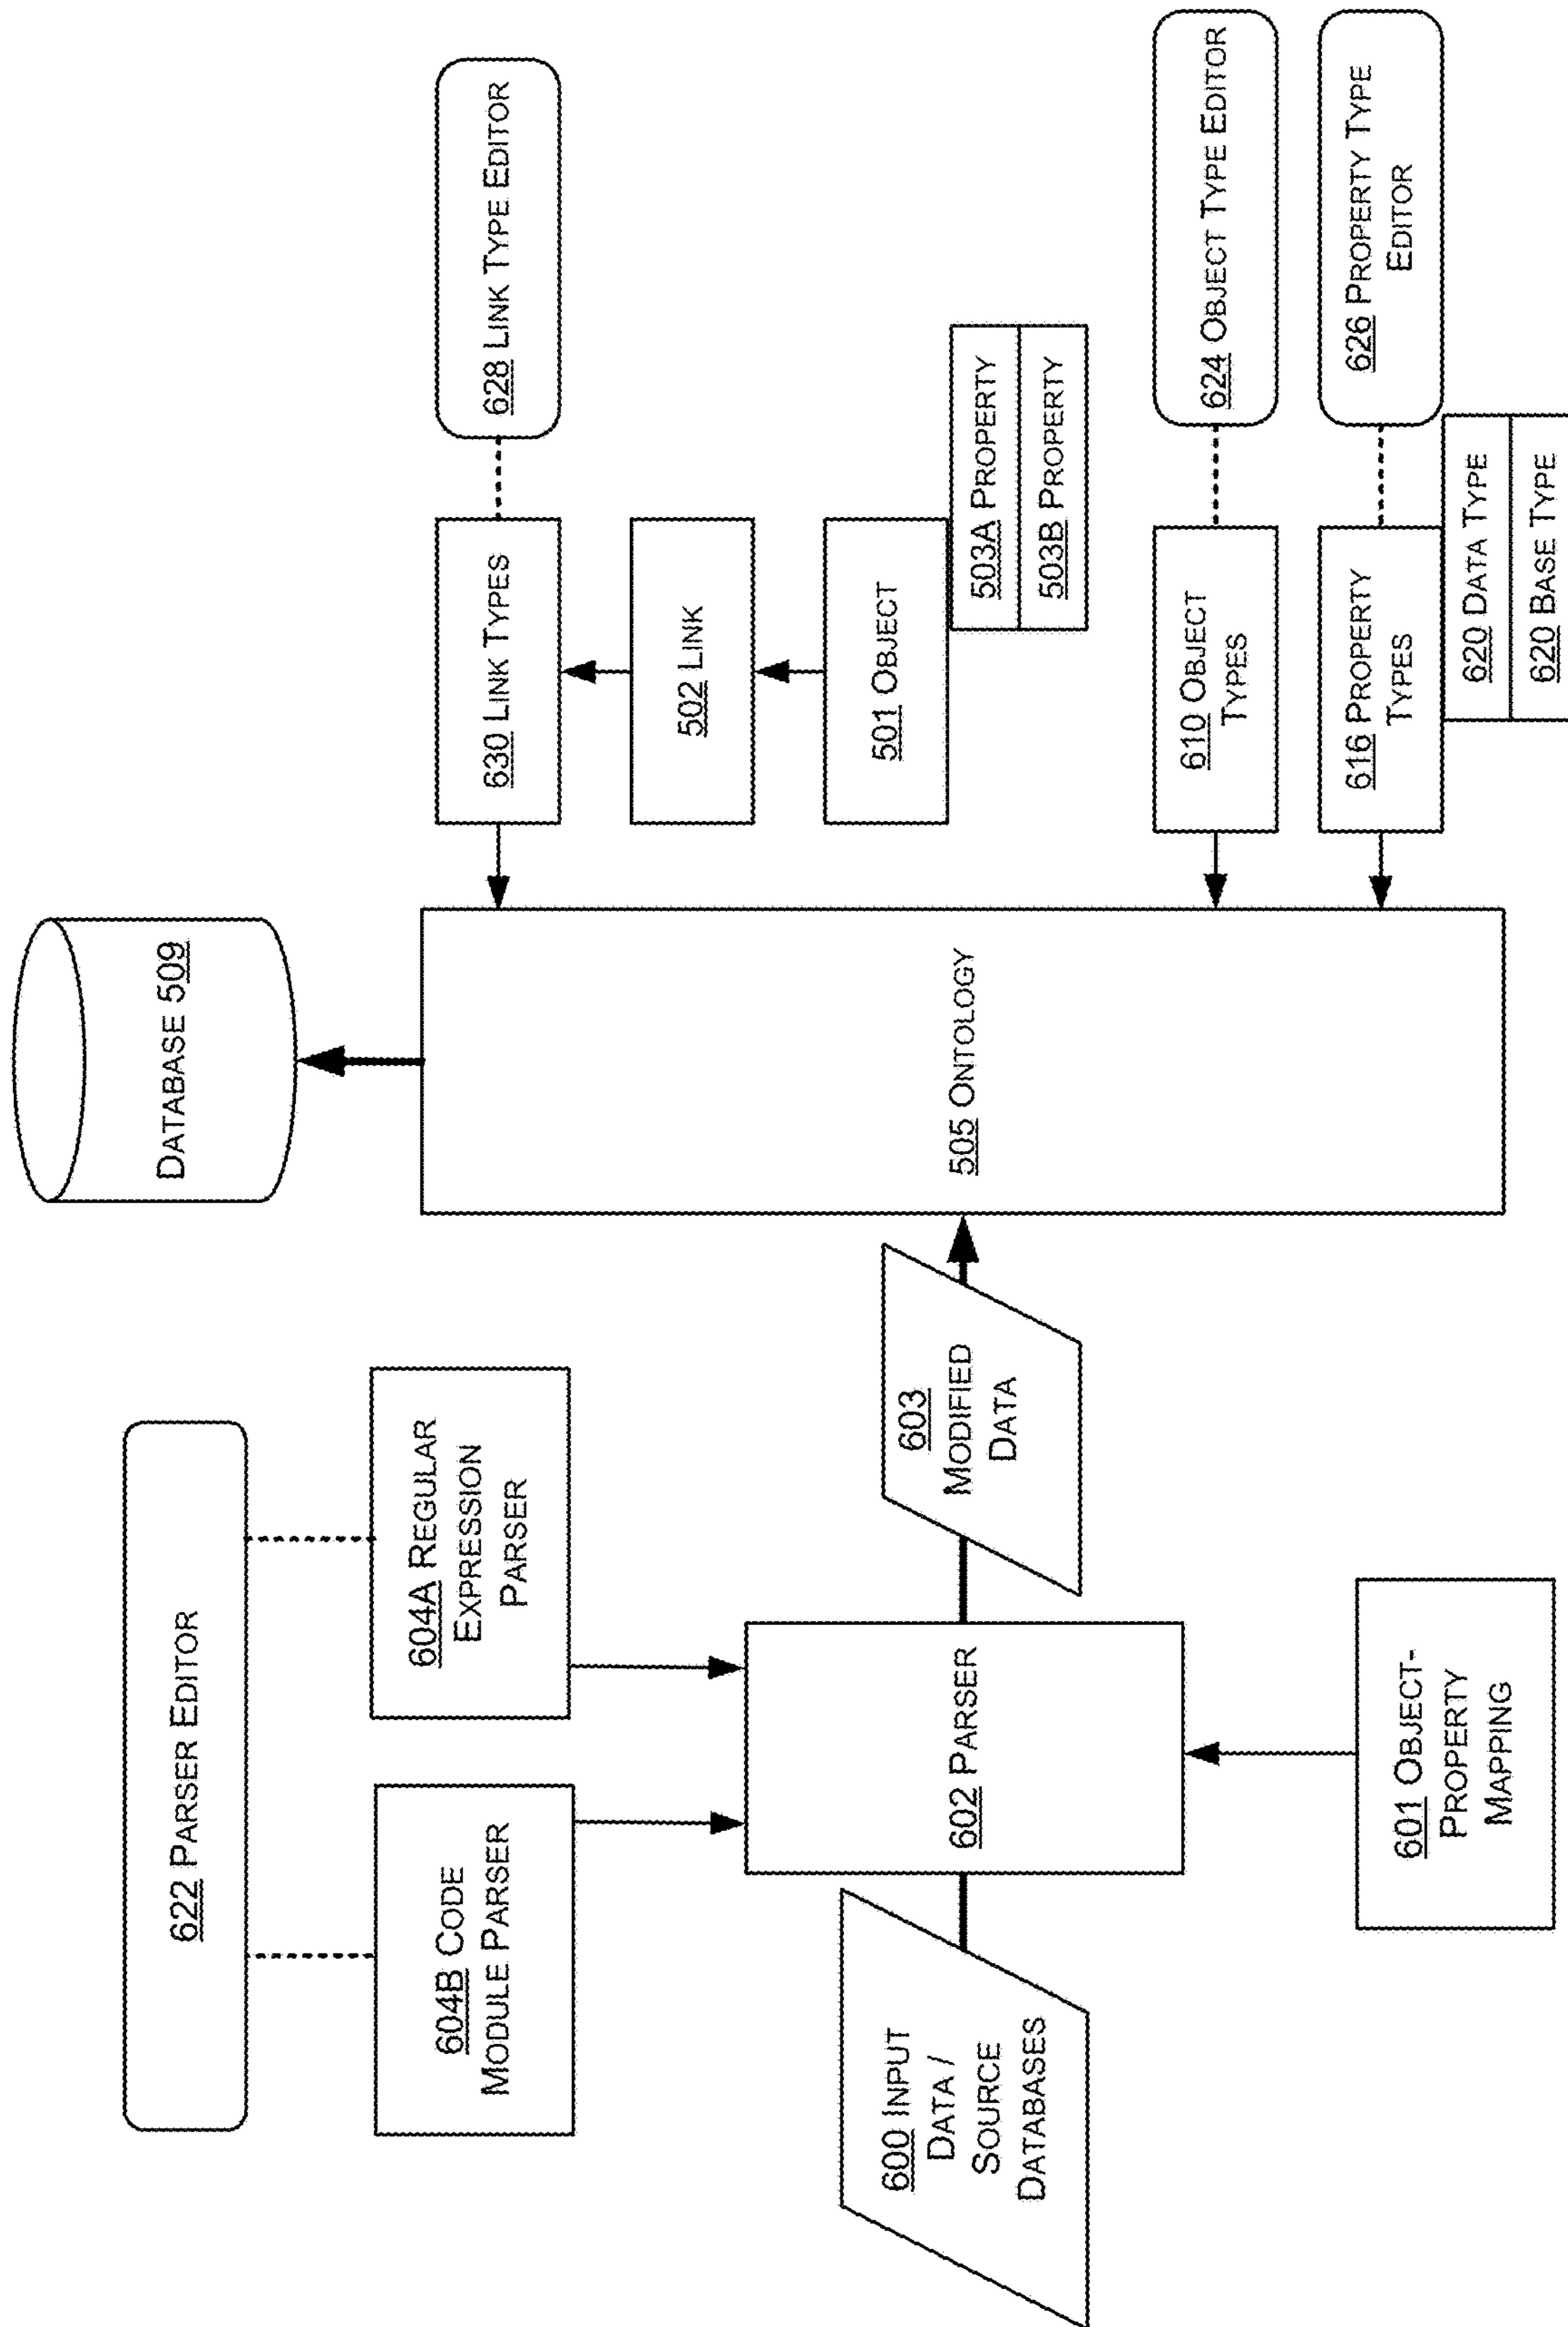 622 PARSER EDITOR
604B CODE
MODULE PARSER
604A REGULAR
EXPRESSION
PARSER
600 INPUT
DATA /
SOURCE
DATABASES
602 PARSER
601 OBJECT-
PROPERTY
MAPPING
603
MODIFIED
DATA
DATABASE 509
505 ONTOLOGY
630 LINK TYPES
628 LINK TYPE EDITOR
502 LINK
501 OBJECT
503A PROPERTY
503B PROPERTY
610 OBJECT
TYPES
624 OBJECT TYPE EDITOR
616 PROPERTY
TYPES
626 PROPERTY TYPE
EDITOR
620 DATA TYPE
620 BASE TYPE